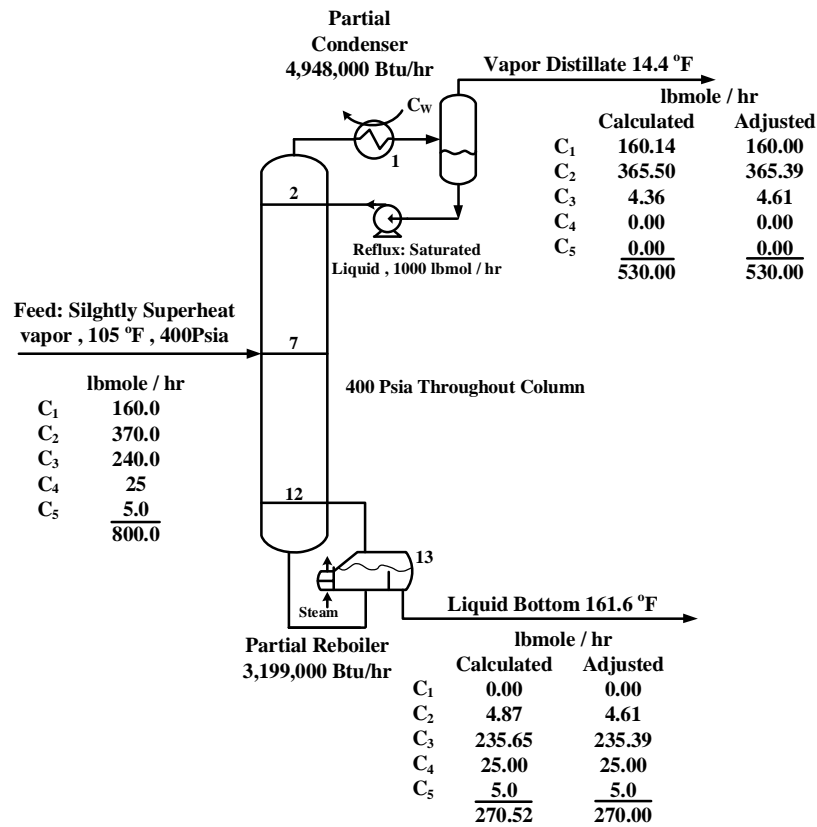 Partial
Condenser
4,948,000 Btu/hr
C_W
1
Vapor Distillate 14.4 °F
lbmole / hr
Calculated Adjusted
C₁ 160.14 160.00
C₂ 365.50 365.39
C₃ 4.36 4.61
C₄ 0.00 0.00
C₅ 0.00 0.00
530.00 530.00
2
Reflux: Saturated
Liquid , 1000 lbmol / hr
Feed: Silghtly Superheat
vapor , 105 °F , 400Psia
7
400 Psia Throughout Column
lbmole / hr
C₁ 160.0
C₂ 370.0
C₃ 240.0
C₄ 25
C₅ 5.0
800.0
12
13
Steam
Partial Reboiler
3,199,000 Btu/hr
Liquid Bottom 161.6 °F
lbmole / hr
Calculated Adjusted
C₁ 0.00 0.00
C₂ 4.87 4.61
C₃ 235.65 235.39
C₄ 25.00 25.00
C₅ 5.0 5.0
270.52 270.00